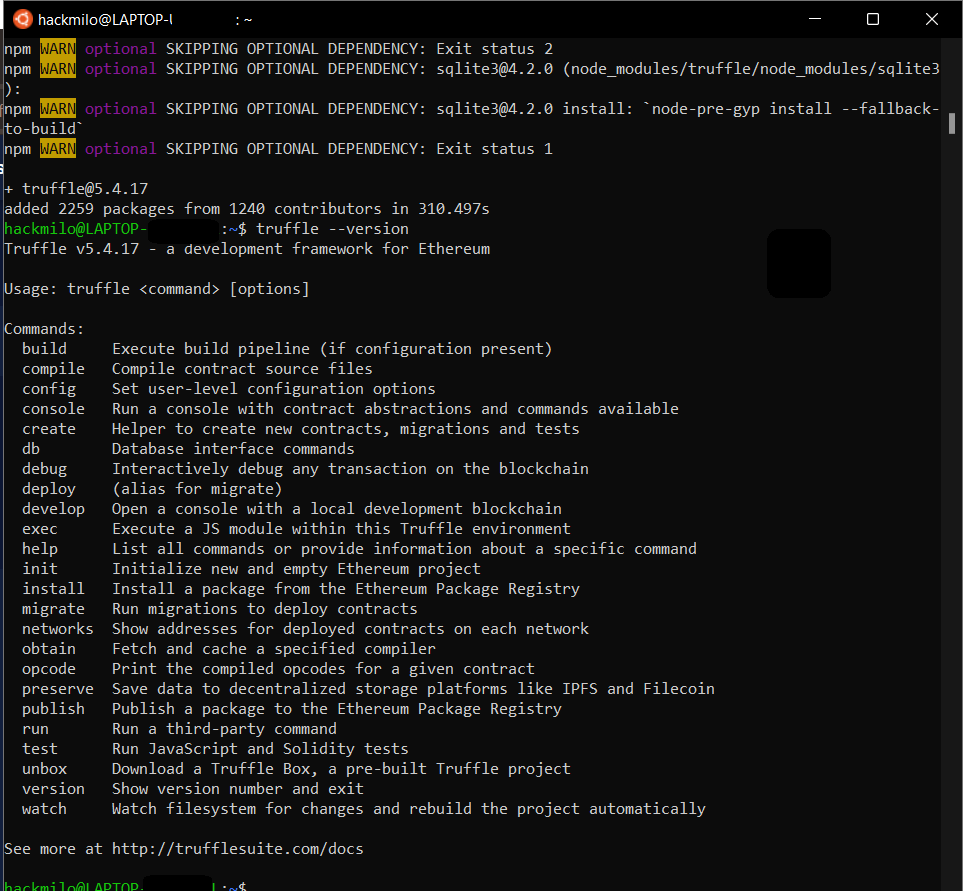 hackmilo@LAPTOP-U : ~
npm WARN optional SKIPPING OPTIONAL DEPENDENCY: Exit status 2
npm WARN optional SKIPPING OPTIONAL DEPENDENCY: sqlite3@4.2.0 (node_modules/truffle/node_modules/sqlite3
):
npm WARN optional SKIPPING OPTIONAL DEPENDENCY: sqlite3@4.2.0 install: `node-pre-gyp install --fallback-
to-build`
npm WARN optional SKIPPING OPTIONAL DEPENDENCY: Exit status 1
+ truffle@5.4.17
added 2259 packages from 1240 contributors in 310.497s
hackmilo@LAPTOP- :~$ truffle --version
Truffle v5.4.17 - a development framework for Ethereum
Usage: truffle <command> [options]
Commands:
build Execute build pipeline (if configuration present)
compile Compile contract source files
config Set user-level configuration options
console Run a console with contract abstractions and commands available
create Helper to create new contracts, migrations and tests
db Database interface commands
debug Interactively debug any transaction on the blockchain
deploy (alias for migrate)
develop Open a console with a local development blockchain
exec Execute a JS module within this Truffle environment
help List all commands or provide information about a specific command
init Initialize new and empty Ethereum project
install Install a package from the Ethereum Package Registry
migrate Run migrations to deploy contracts
networks Show addresses for deployed contracts on each network
obtain Fetch and cache a specified compiler
opcode Print the compiled opcodes for a given contract
preserve Save data to decentralized storage platforms like IPFS and Filecoin
publish Publish a package to the Ethereum Package Registry
run Run a third-party command
test Run JavaScript and Solidity tests
unbox Download a Truffle Box, a pre-built Truffle project
version Show version number and exit
watch Watch filesystem for changes and rebuild the project automatically
See more at http://trufflesuite.com/docs
hackmilo@LAPTOP- :~$